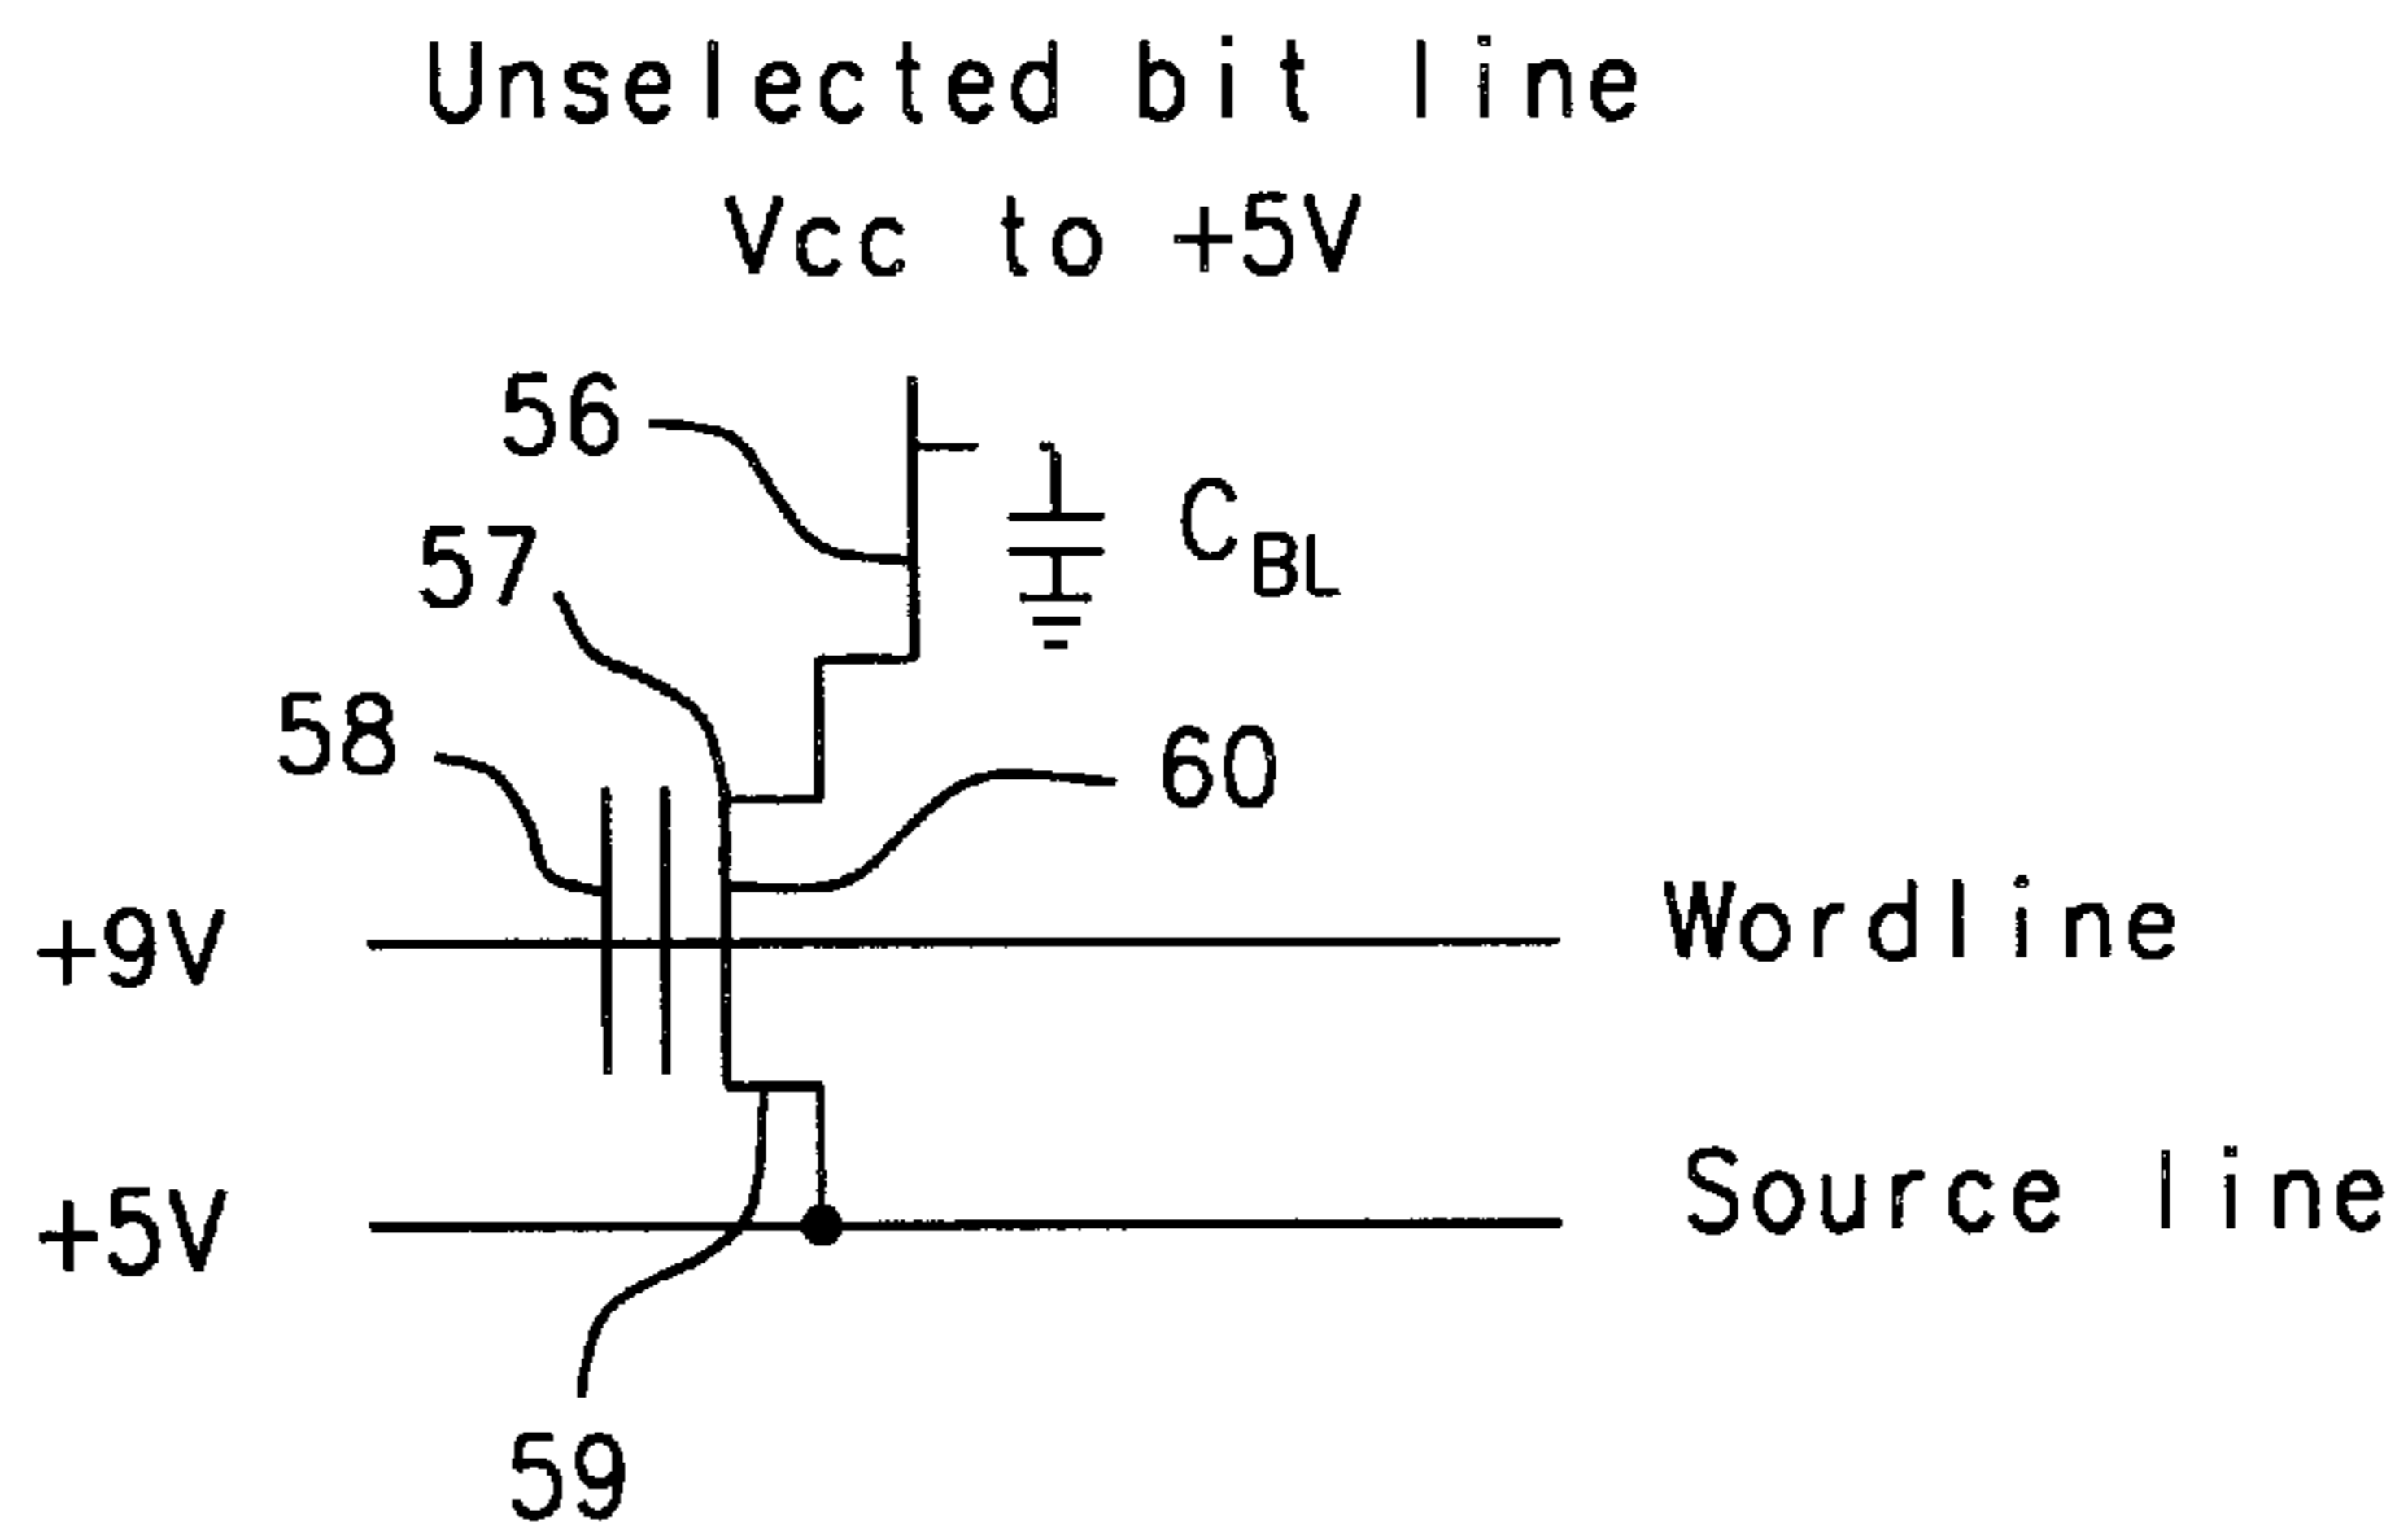 Unselected bit line
Vcc to +5V
56
C_BL
57
58
60
+9V
Wordline
+5V
Source line
59